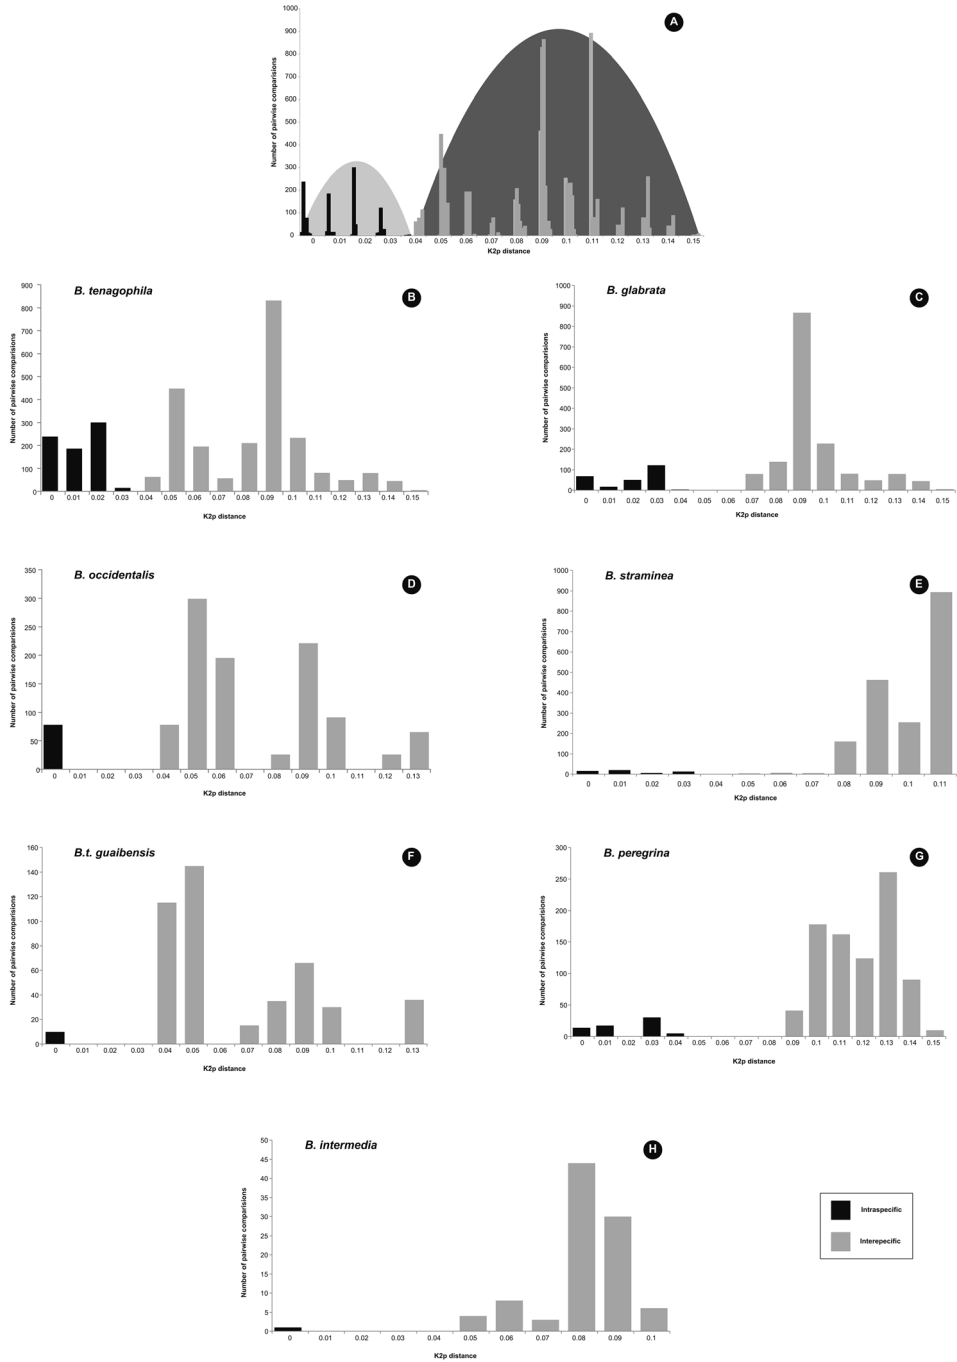 A
Number of pairwise comparisions
1000
900
800
700
600
500
400
300
200
100
0
0 0.01 0.02 0.03 0.04 0.05 0.06 0.07 0.08 0.09 0.1 0.11 0.12 0.13 0.14 0.15
K2p distance
B. tenagophila
B
Number of pairwise comparisions
900
800
700
600
500
400
300
200
100
0
0 0.01 0.02 0.03 0.04 0.05 0.06 0.07 0.08 0.09 0.1 0.11 0.12 0.13 0.14 0.15
K2p distance
B. glabrata
C
Number of pairwise comparisions
1000
900
800
700
600
500
400
300
200
100
0
0 0.01 0.02 0.03 0.04 0.05 0.06 0.07 0.08 0.09 0.1 0.11 0.12 0.13 0.14 0.15
K2p distance
B. occidentalis
D
Number of pairwise comparisions
350
300
250
200
150
100
50
0
0 0.01 0.02 0.03 0.04 0.05 0.06 0.07 0.08 0.09 0.1 0.11 0.12 0.13
K2p distance
B. straminea
E
Number of pairwise comparisions
1000
900
800
700
600
500
400
300
200
100
0
0 0.01 0.02 0.03 0.04 0.05 0.06 0.07 0.08 0.09 0.1 0.11
K2p distance
B.t. guaibensis
F
Number of pairwise comparisions
160
140
120
100
80
60
40
20
0
0 0.01 0.02 0.03 0.04 0.05 0.07 0.08 0.09 0.1 0.11 0.12 0.13
K2p distance
B. peregrina
G
Number of pairwise comparisions
300
250
200
150
100
50
0
0 0.01 0.02 0.03 0.04 0.05 0.06 0.07 0.08 0.09 0.1 0.11 0.12 0.13 0.14 0.15
K2p distance
B. intermedia
H
Number of pairwise comparisions
50
45
40
35
30
25
20
15
10
5
0
0 0.01 0.02 0.03 0.04 0.05 0.06 0.07 0.08 0.09 0.1
K2p distance
Intraspecific
Interepecific